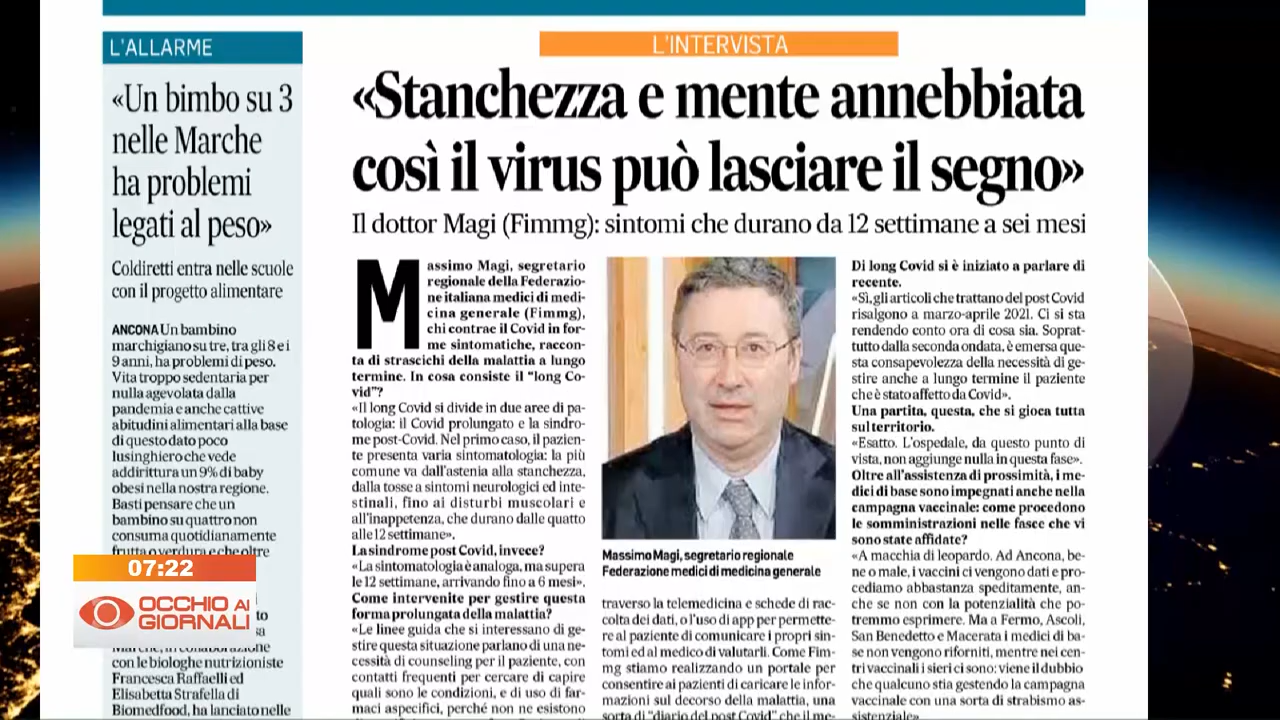 L'ALLARME
«Un bimbo su 3
nelle Marche
ha problemi
legati al peso»
Coldiretti entra nelle scuole
con il progetto alimentare
ANCONA Un bambino
marchigiano su tre, tra gli 8 e i
9 anni, ha problemi di peso.
Vita troppo sedentaria per
nulla agevolata dalla
pandemia e anche cattive
abitudini alimentari alla base
di questo dato poco
lusinghiero che vede
addirittura un 9% di baby
obesi nella nostra regione.
Basti pensare che un
bambino su quattro non
consuma quotidianamente
frutta o verdura e che oltre
to
sa
Marche, in collaborazione
con le biologhe nutrizioniste
Francesca Raffaelli ed
Elisabetta Strafella di
Biomedfood, ha lanciato nelle
L'INTERVISTA
«Stanchezza e mente annebbiata
così il virus può lasciare il segno»
Il dottor Magi (Fimmg): sintomi che durano da 12 settimane a sei mesi
Massimo Magi, segretario
regionale della Federazio-
ne italiana medici di medi-
cina generale (Fimmg),
chi contrae il Covid in for-
me sintomatiche, raccon-
ta di strascichi della malattia a lungo
termine. In cosa consiste il "long Co-
vid"?
«Il long Covid si divide in due aree di pa-
tologia: il Covid prolungato e la sindro-
me post-Covid. Nel primo caso, il pazien-
te presenta varia sintomatologia: la più
comune va dall'astenia alla stanchezza,
dalla tosse a sintomi neurologici ed inte-
stinali, fino ai disturbi muscolari e
all'inappetenza, che durano dalle quattro
alle 12 settimane».
La sindrome post Covid, invece?
«La sintomatologia è analoga, ma supera
le 12 settimane, arrivando fino a 6 mesi».
Come intervenite per gestire questa
forma prolungata della malattia?
«Le linee guida che si interessano di ge-
stire questa situazione parlano di una ne-
cessità di counseling per il paziente, con
contatti frequenti per cercare di capire
quali sono le condizioni, e di uso di far-
maci aspecifici, perché non ne esistono
Massimo Magi, segretario regionale
Federazione medici di medicina generale
traverso la telemedicina e schede di rac-
colta dei dati, o l'uso di app per permette-
re al paziente di comunicare i propri sin-
tomi ed al medico di valutarli. Come Fim-
mg stiamo realizzando un portale per
consentire ai pazienti di caricare le infor-
mazioni sul decorso della malattia, una
sorta di "diario del post Covid" che il me-
Di long Covid si è iniziato a parlare di
recente.
«Sì, gli articoli che trattano del post Covid
risalgono a marzo-aprile 2021. Ci si sta
rendendo conto ora di cosa sia. Soprat-
tutto dalla seconda ondata, è emersa que-
sta consapevolezza della necessità di ge-
stire anche a lungo termine il paziente
che è stato affetto da Covid».
Una partita, questa, che si gioca tutta
sul territorio.
«Esatto. L'ospedale, da questo punto di
vista, non aggiunge nulla in questa fase».
Oltre all'assistenza di prossimità, i me-
dici di base sono impegnati anche nella
campagna vaccinale: come procedono
le somministrazioni nelle fasce che vi
sono state affidate?
«A macchia di leopardo. Ad Ancona, be-
ne o male, i vaccini ci vengono dati e pro-
cediamo abbastanza speditamente, an-
che se non con la potenzialità che po-
tremmo esprimere. Ma a Fermo, Ascoli,
San Benedetto e Macerata i medici di ba-
se non vengono riforniti, mentre nei cen-
tri vaccinali i sieri ci sono: viene il dubbio
che qualcuno stia gestendo la campagna
vaccinale con una sorta di strabismo as-
sistenziale».
07:22
OCCHIO AI
GIORNALI